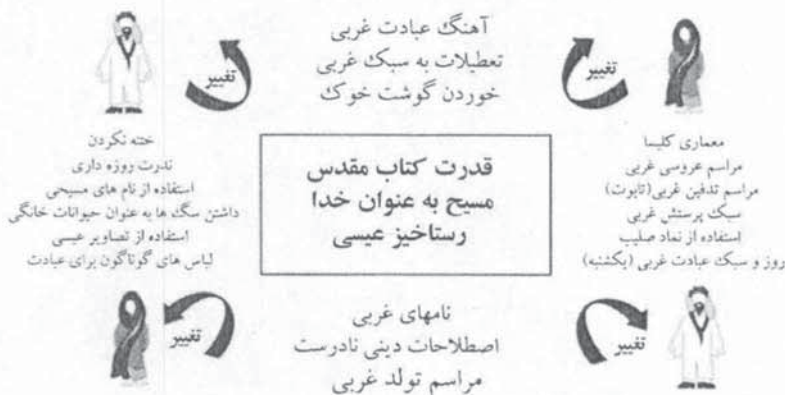 آهنگ عبادت غربی
تعطیلات به سبک غربی
خوردن گوشت خوک
تغییر
تغییر
معماری کلیسا
مراسم عروسی غربی
مراسم تدفین غربی(تابوت)
سبک پرستش غربی
استفاده از نماد صلیب
روز و سبک عبادت غربی (یکشنبه)
قدرت کتاب مقدس
مسیح به عنوان خدا
رستاخیز عیسی
ختنه نکردن
ندرت روزه داری
استفاده از نام های مسیحی
داشتن سگ ها به عنوان حیوانات خانگی
استفاده از تصاویر عیسی
لباس های گوناگون برای عبادت
تغییر
تغییر
نامهای غربی
اصطلاحات دینی نادرست
مراسم تولد غربی